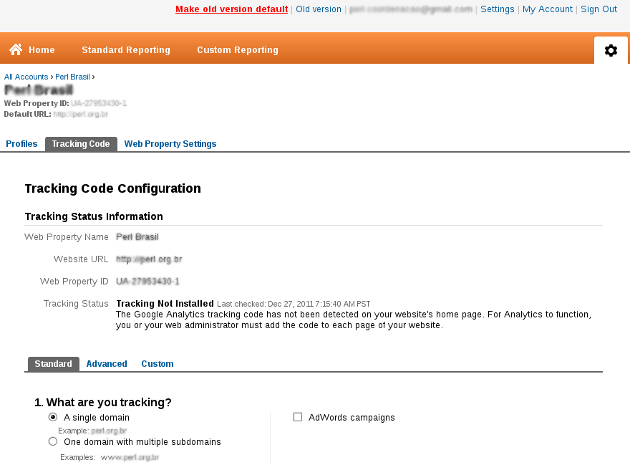 Make old version default | Old version | | Settings | My Account | Sign Out
Home Standard Reporting Custom Reporting
All Accounts › Perl Brasil ›
Perl Brasil
Web Property ID: UA-27953430-1
Default URL: http://perl.org.br
Profiles Tracking Code Web Property Settings
Tracking Code Configuration
Tracking Status Information
Web Property Name Perl Brasil
Website URL http://perl.org.br
Web Property ID UA-27953430-1
Tracking Status Tracking Not Installed Last checked: Dec 27, 2011 7:15:40 AM PST
The Google Analytics tracking code has not been detected on your website's home page. For Analytics to function,
you or your web administrator must add the code to each page of your website.
Standard Advanced Custom
1. What are you tracking?
A single domain AdWords campaigns
Example: perl.org.br
One domain with multiple subdomains
Examples: www.perl.org.br